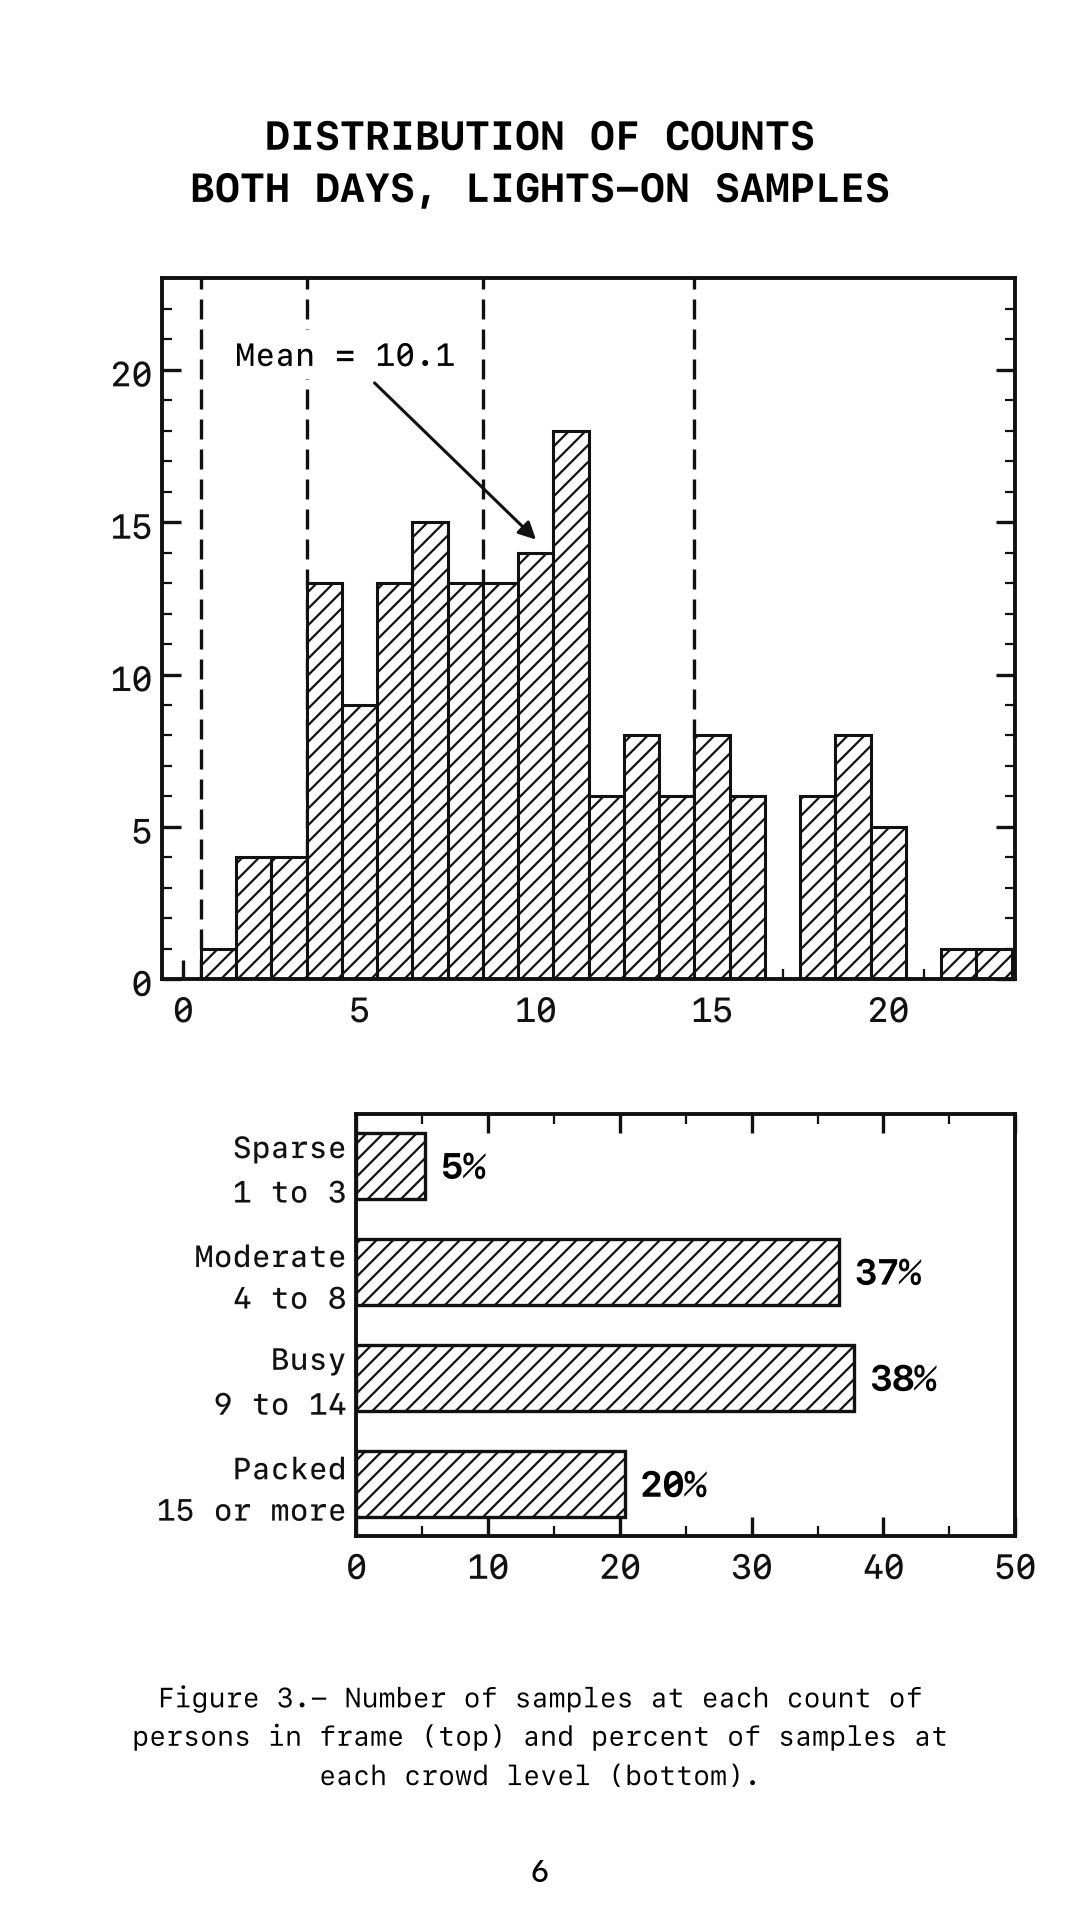 DISTRIBUTION OF COUNTS
BOTH DAYS, LIGHTS–ON SAMPLES
Mean = 10.1
20
15
10
5
0
0 5 10 15 20
Sparse
1 to 3
5%
Moderate
4 to 8
37%
Busy
9 to 14
38%
Packed
15 or more
20%
0 10 20 30 40 50
Figure 3.— Number of samples at each count of
persons in frame (top) and percent of samples at
each crowd level (bottom).
6